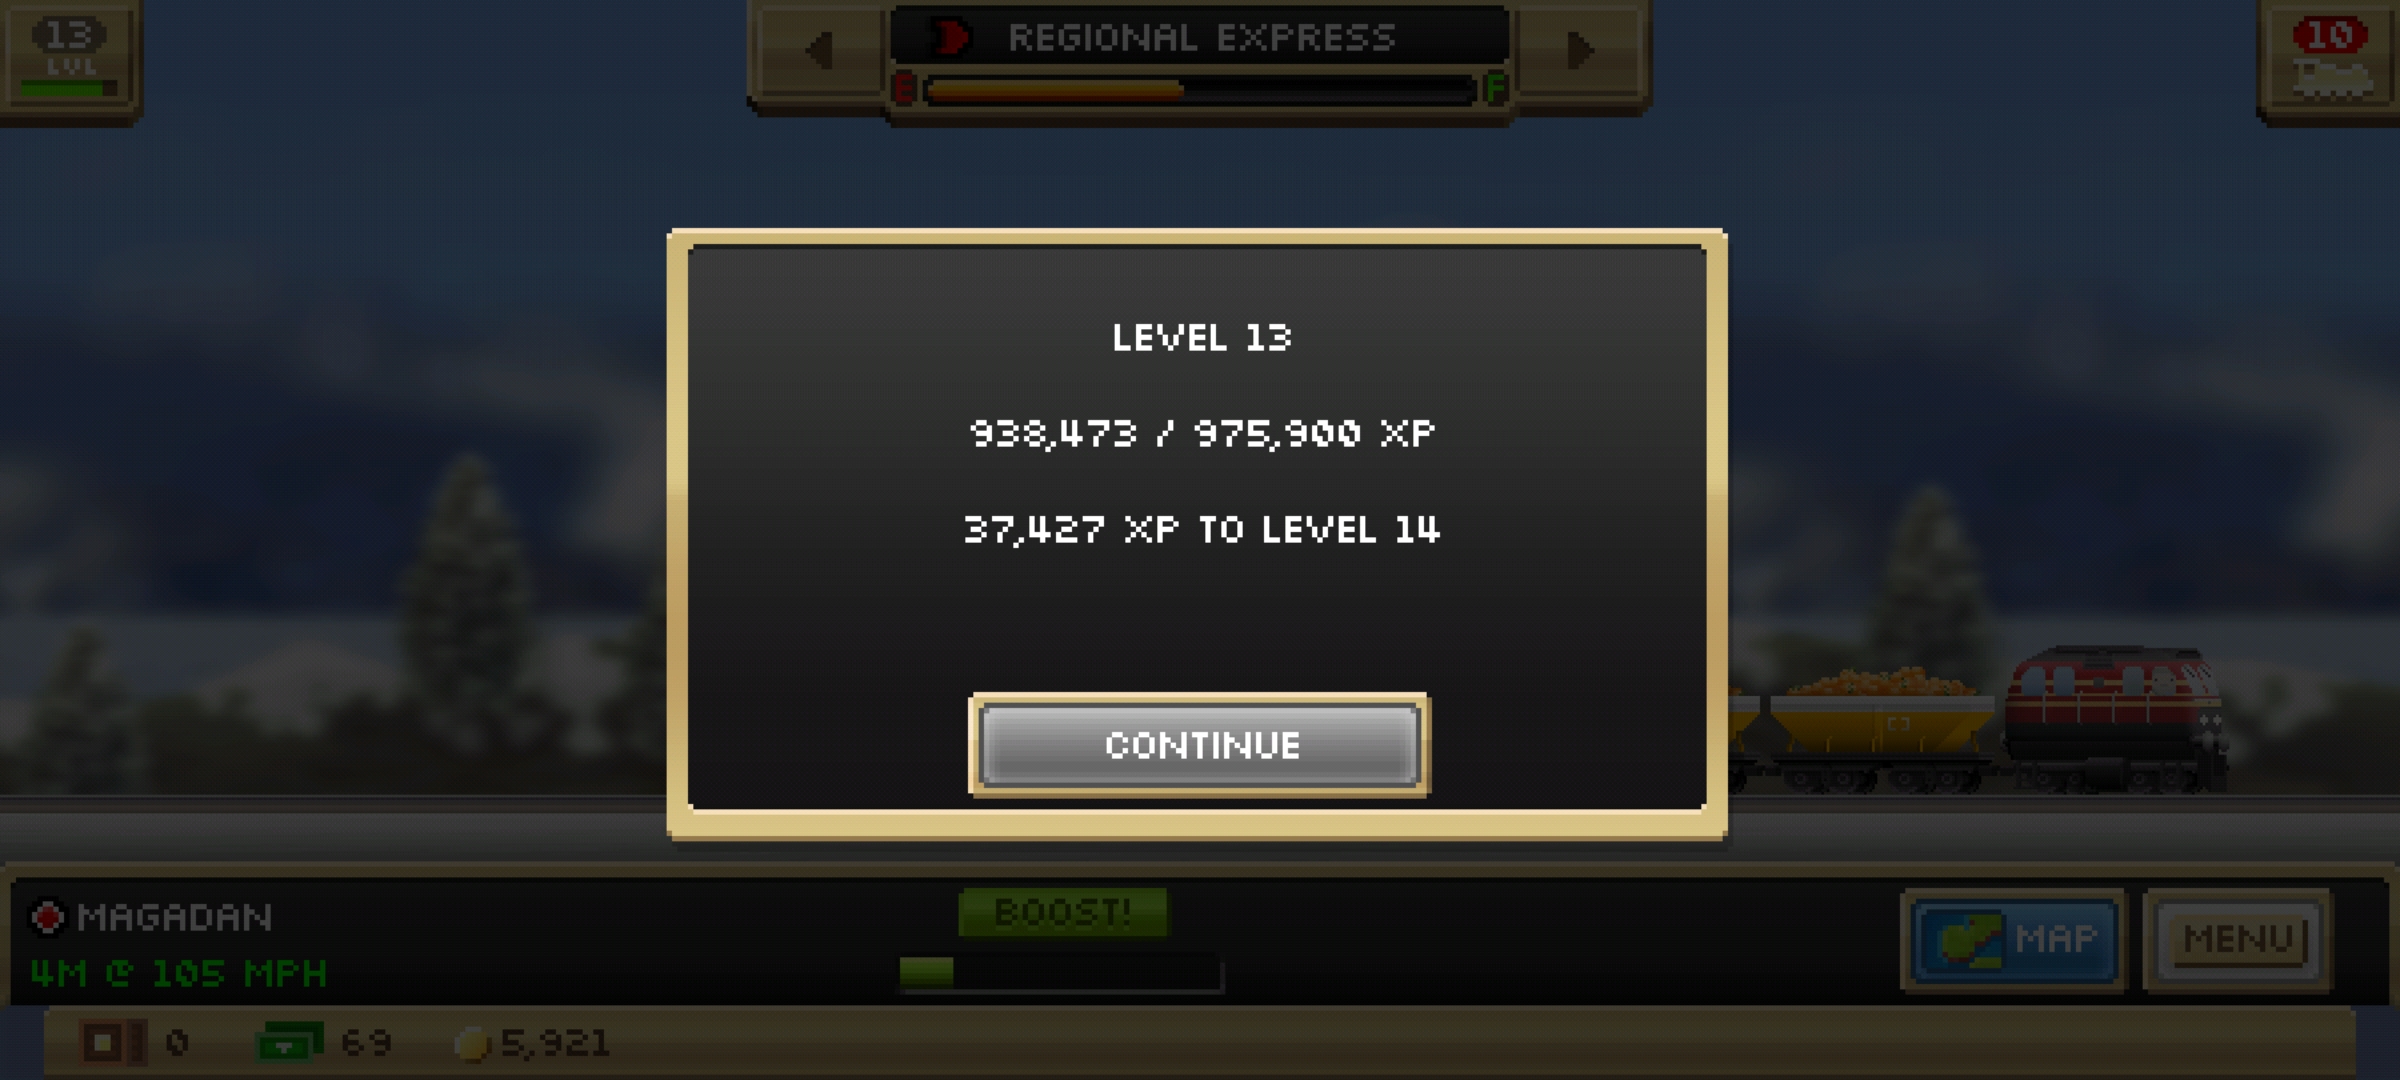 13
LVL
REGIONAL EXPRESS
E F
10
LEVEL 13
938,473 / 975,900 XP
37,427 XP TO LEVEL 14
CONTINUE
MAGADAN
4M @ 105 MPH
BOOST!
MAP
MENU
0 69 5,921